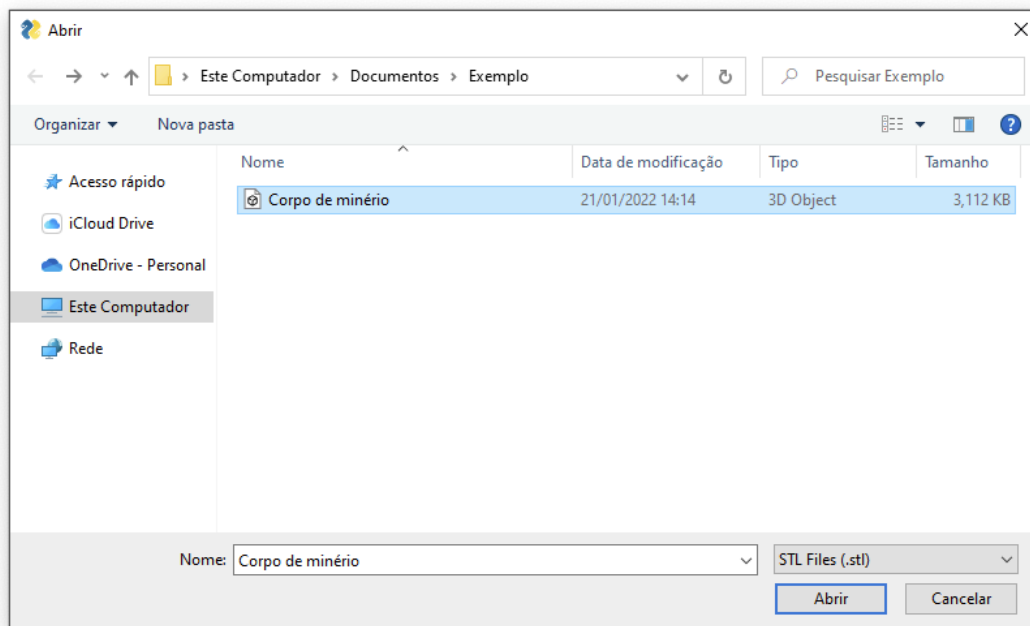 Abrir
Este Computador › Documentos › Exemplo
Pesquisar Exemplo
Organizar
Nova pasta
Nome
Data de modificação
Tipo
Tamanho
Acesso rápido
iCloud Drive
OneDrive - Personal
Este Computador
Rede
Corpo de minério
21/01/2022 14:14
3D Object
3,112 KB
Nome:
Corpo de minério
STL Files (.stl)
Abrir
Cancelar